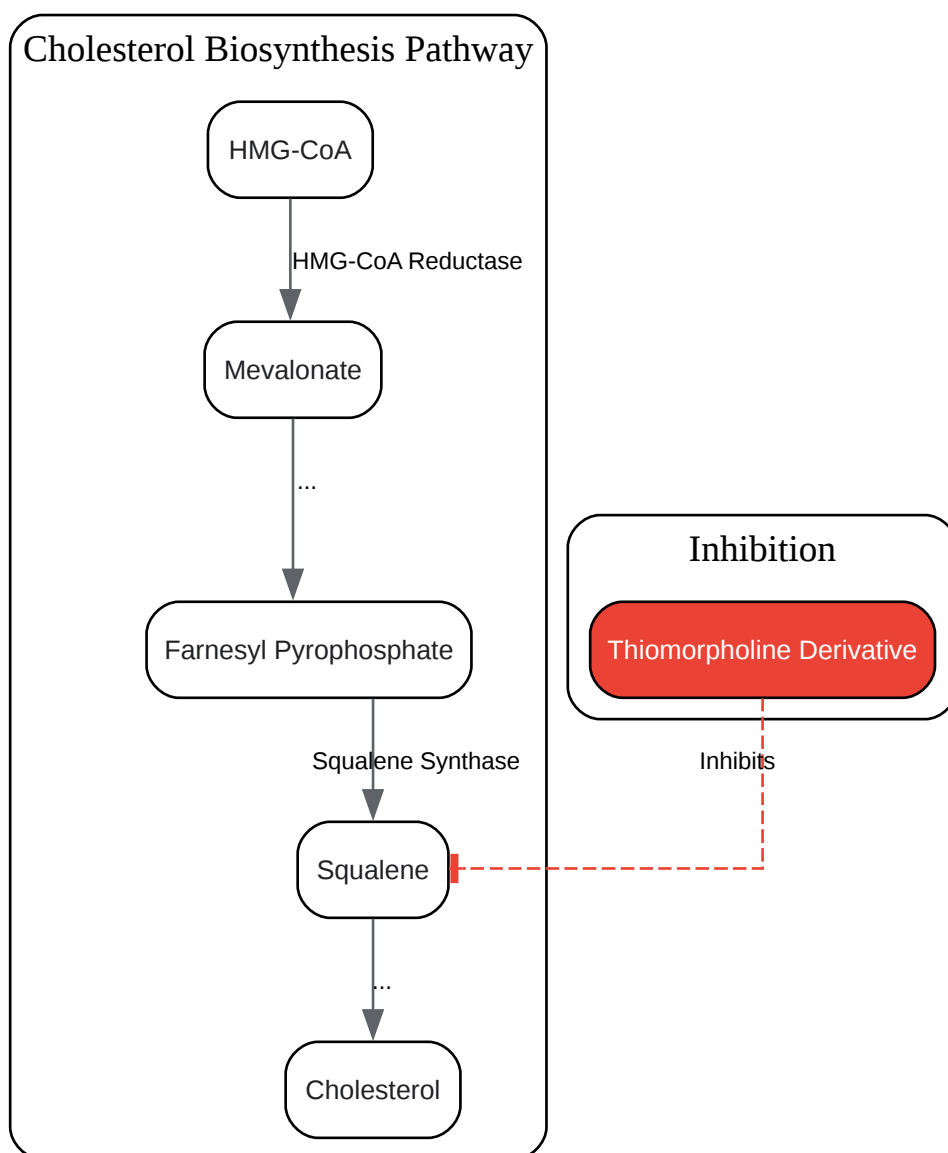 Cholesterol Biosynthesis Pathway
HMG-CoA
HMG-CoA Reductase
Mevalonate
...
Farnesyl Pyrophosphate
Squalene Synthase
Squalene
...
Cholesterol
Inhibition
Thiomorpholine Derivative
Inhibits